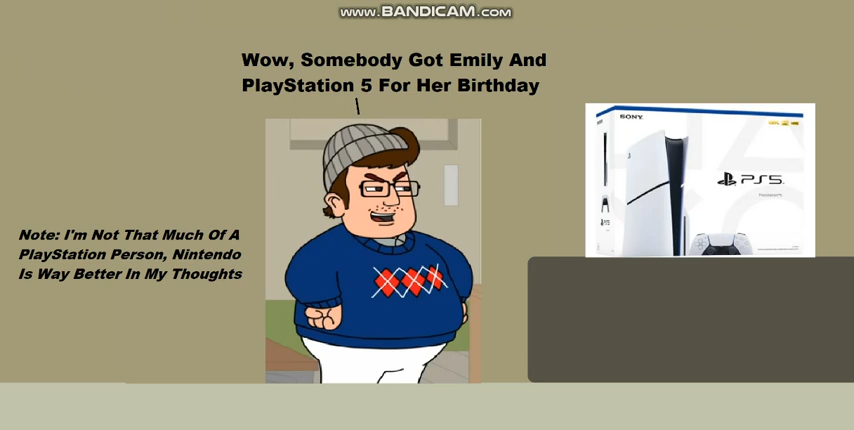 www.BANDICAM.com
Wow, Somebody Got Emily And
PlayStation 5 For Her Birthday
SONY
PS5
Note: I'm Not That Much Of A
PlayStation Person, Nintendo
Is Way Better In My Thoughts